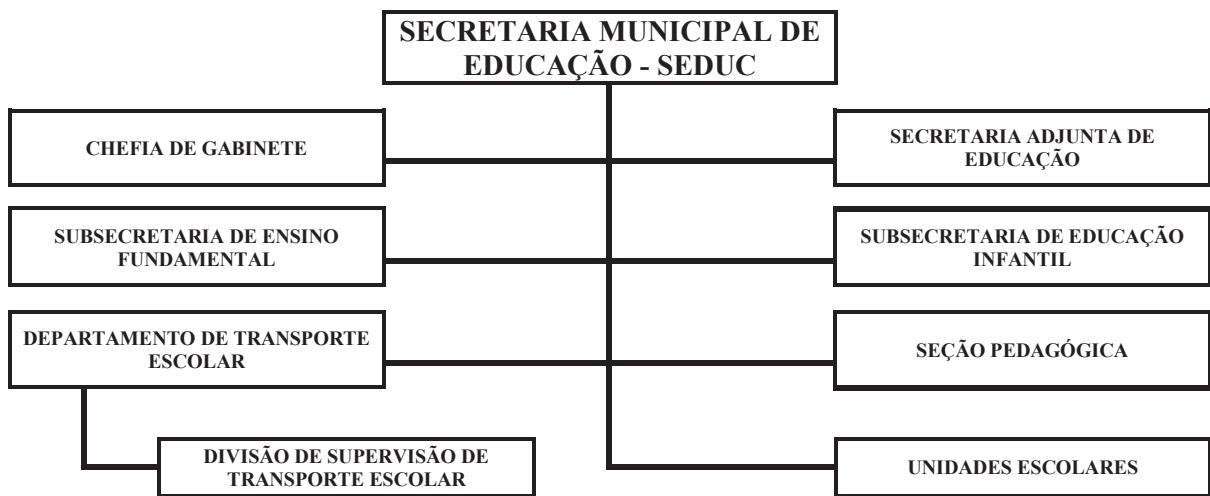 SECRETARIA MUNICIPAL DE
EDUCAÇÃO - SEDUC
CHEFIA DE GABINETE
SECRETARIA ADJUNTA DE
EDUCAÇÃO
SUBSECRETARIA DE ENSINO
FUNDAMENTAL
SUBSECRETARIA DE EDUCAÇÃO
INFANTIL
DEPARTAMENTO DE TRANSPORTE
ESCOLAR
SEÇÃO PEDAGÓGICA
DIVISÃO DE SUPERVISÃO DE
TRANSPORTE ESCOLAR
UNIDADES ESCOLARES